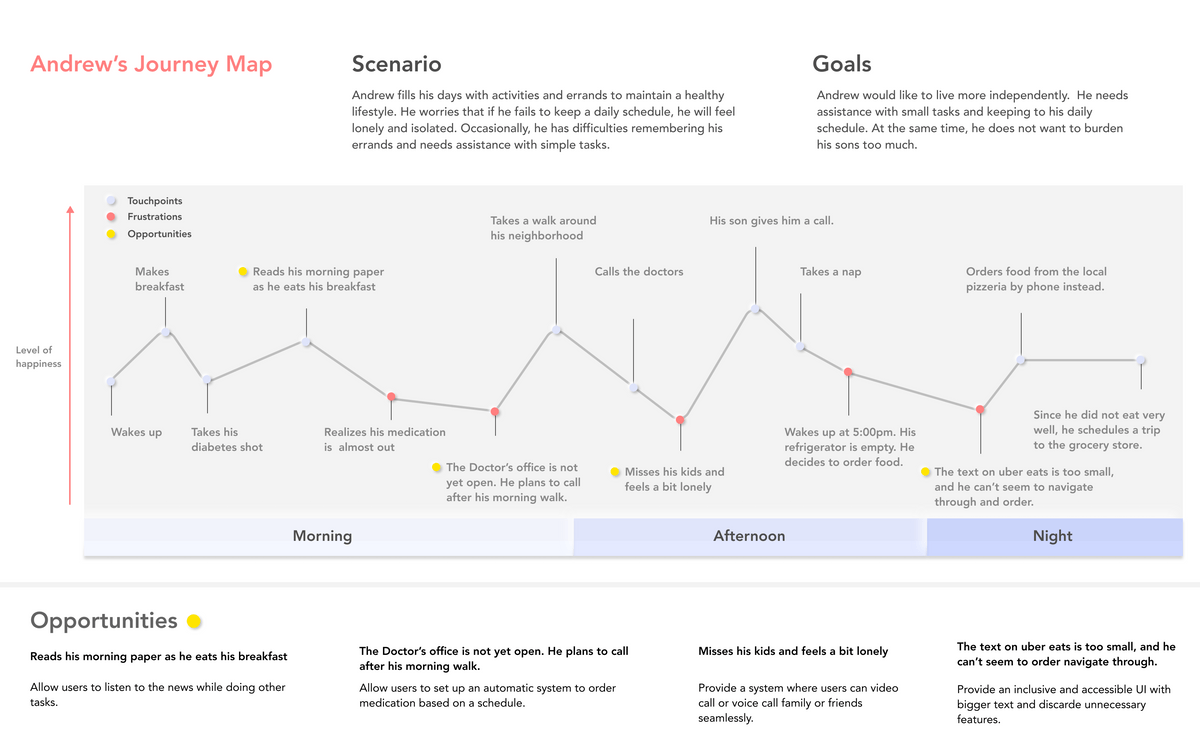 Andrew's Journey Map
Scenario
Andrew fills his days with activities and errands to maintain a healthy
lifestyle. He worries that if he fails to keep a daily schedule, he will feel
lonely and isolated. Occasionally, he has difficulties remembering his
errands and needs assistance with simple tasks.
Goals
Andrew would like to live more independently.  He needs
assistance with small tasks and keeping to his daily
schedule. At the same time, he does not want to burden
his sons too much.
Touchpoints
Frustrations
Opportunities
Level of
happiness
Makes
breakfast
Reads his morning paper
as he eats his breakfast
Takes a walk around
his neighborhood
Calls the doctors
His son gives him a call.
Takes a nap
Orders food from the local
pizzeria by phone instead.
Wakes up
Takes his
diabetes shot
Realizes his medication
is  almost out
The Doctor's office is not
yet open. He plans to call
after his morning walk.
Misses his kids and
feels a bit lonely
Wakes up at 5:00pm. His
refrigerator is empty. He
decides to order food.
The text on uber eats is too small,
and he can't seem to navigate
through and order.
Since he did not eat very
well, he schedules a trip
to the grocery store.
Morning
Afternoon
Night
Opportunities
Reads his morning paper as he eats his breakfast
Allow users to listen to the news while doing other
tasks.
The Doctor's office is not yet open. He plans to call
after his morning walk.
Allow users to set up an automatic system to order
medication based on a schedule.
Misses his kids and feels a bit lonely
Provide a system where users can video
call or voice call family or friends
seamlessly.
The text on uber eats is too small, and he
can't seem to order navigate through.
Provide an inclusive and accessible UI with
bigger text and discarde unnecessary
features.